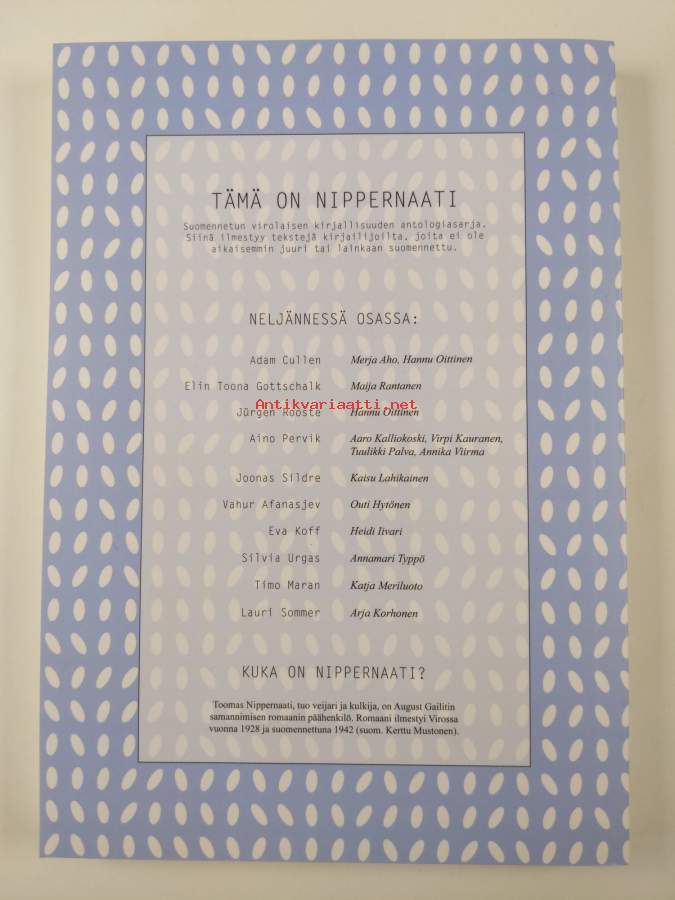 TÄMÄ ON NIPPERNAATI
Suomennetun virolaisen kirjallisuuden antologiasarja.
Siinä ilmestyy tekstejä kirjailijoilta, joita ei ole
aikaisemmin juuri tai lainkaan suomennettu.
NELJÄNNESSÄ OSASSA:
Adam Cullen Merja Aho, Hannu Oittinen
Elin Toona Gottschalk Maija Rantanen
Antikvariaatti.net
Jürgen Rooste Hannu Oittinen
Aino Pervik Aaro Kalliokoski, Virpi Kauranen,
Tuulikki Palva, Annika Viirma
Joonas Sildre Kaisu Lahikainen
Vahur Afanasjev Outi Hytönen
Eva Koff Heidi Iivari
Silvia Urgas Annamari Typpö
Timo Maran Katja Meriluoto
Lauri Sommer Arja Korhonen
KUKA ON NIPPERNAATI?
Toomas Nippernaati, tuo veijari ja kulkija, on August Gailitin
samannimisen romaanin päähenkilö. Romaani ilmestyi Virossa
vuonna 1928 ja suomennettuna 1942 (suom. Kerttu Mustonen).